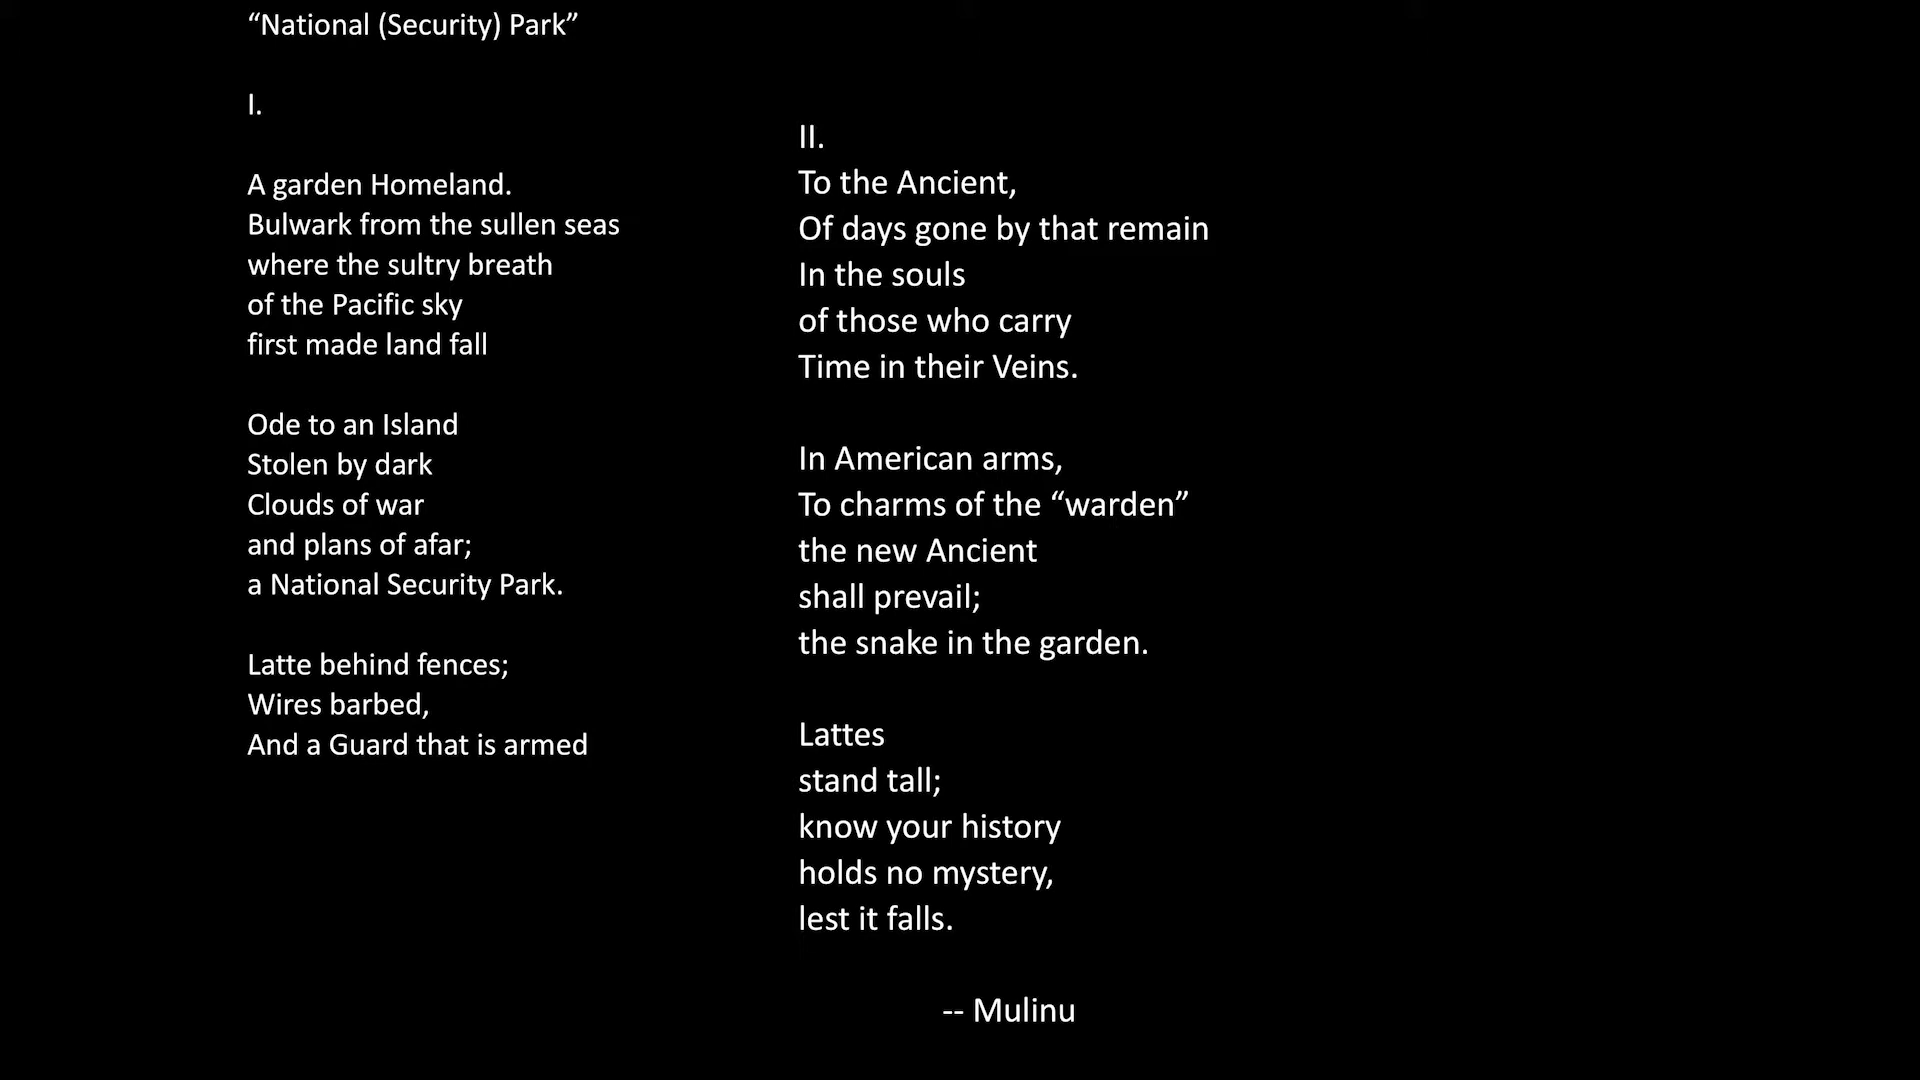 “National (Security) Park”
I.
A garden Homeland.
Bulwark from the sullen seas
where the sultry breath
of the Pacific sky
first made land fall
Ode to an Island
Stolen by dark
Clouds of war
and plans of afar;
a National Security Park.
Latte behind fences;
Wires barbed,
And a Guard that is armed
II.
To the Ancient,
Of days gone by that remain
In the souls
of those who carry
Time in their Veins.
In American arms,
To charms of the “warden”
the new Ancient
shall prevail;
the snake in the garden.
Lattes
stand tall;
know your history
holds no mystery,
lest it falls.
-- Mulinu